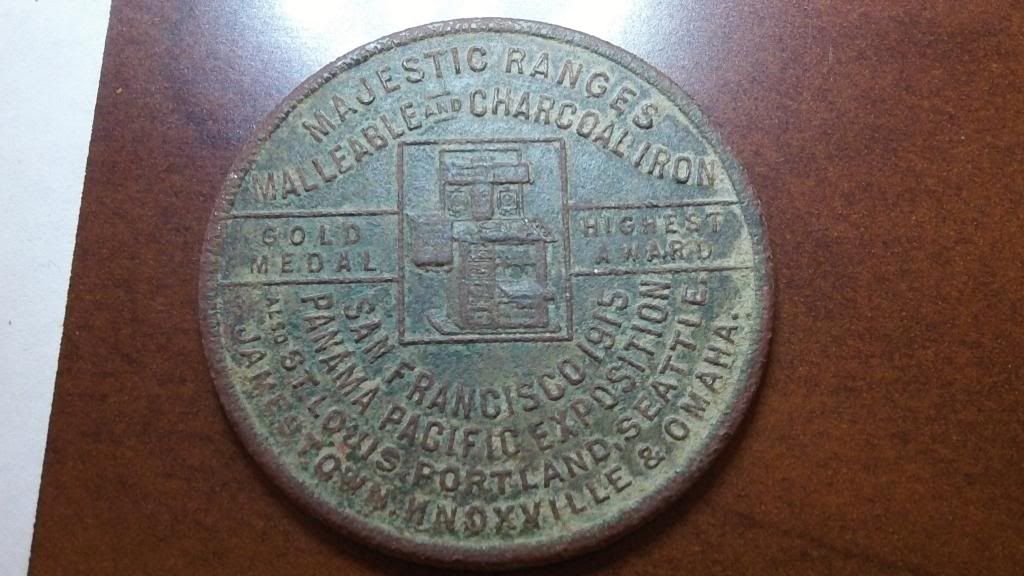 MAJESTIC RANGES
MALLEABLE AND CHARCOAL IRON
GOLD
MEDAL
HIGHEST
AWARD
SAN FRANCISCO 1915
PANAMA PACIFIC EXPOSITION
ALSO ST. LOUIS, PORTLAND, SEATTLE,
JAMESTOWN, KNOXVILLE & OMAHA.